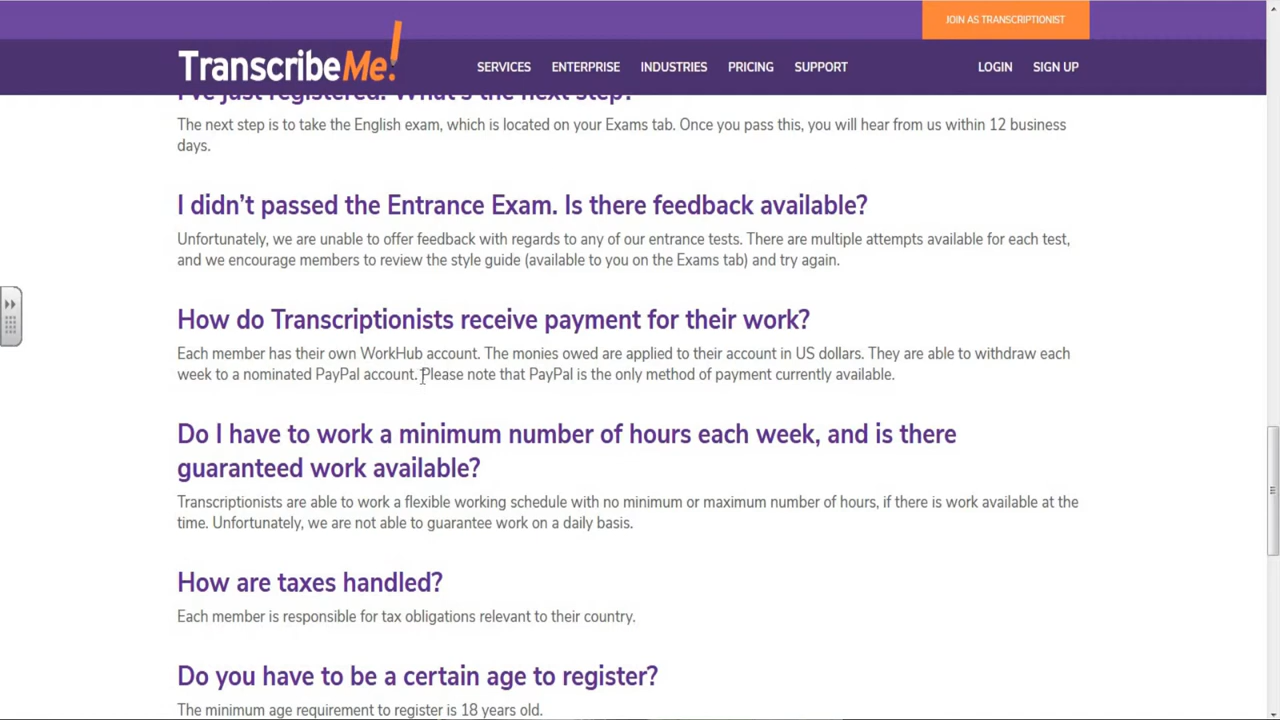 JOIN AS TRANSCRIPTIONIST
TranscribeMe!
SERVICES ENTERPRISE INDUSTRIES PRICING SUPPORT LOGIN SIGN UP
I've just registered. What's the next step?
The next step is to take the English exam, which is located on your Exams tab. Once you pass this, you will hear from us within 12 business
days.
I didn't passed the Entrance Exam. Is there feedback available?
Unfortunately, we are unable to offer feedback with regards to any of our entrance tests. There are multiple attempts available for each test,
and we encourage members to review the style guide (available to you on the Exams tab) and try again.
How do Transcriptionists receive payment for their work?
Each member has their own WorkHub account. The monies owed are applied to their account in US dollars. They are able to withdraw each
week to a nominated PayPal account. Please note that PayPal is the only method of payment currently available.
Do I have to work a minimum number of hours each week, and is there
guaranteed work available?
Transcriptionists are able to work a flexible working schedule with no minimum or maximum number of hours, if there is work available at the
time. Unfortunately, we are not able to guarantee work on a daily basis.
How are taxes handled?
Each member is responsible for tax obligations relevant to their country.
Do you have to be a certain age to register?
The minimum age requirement to register is 18 years old.